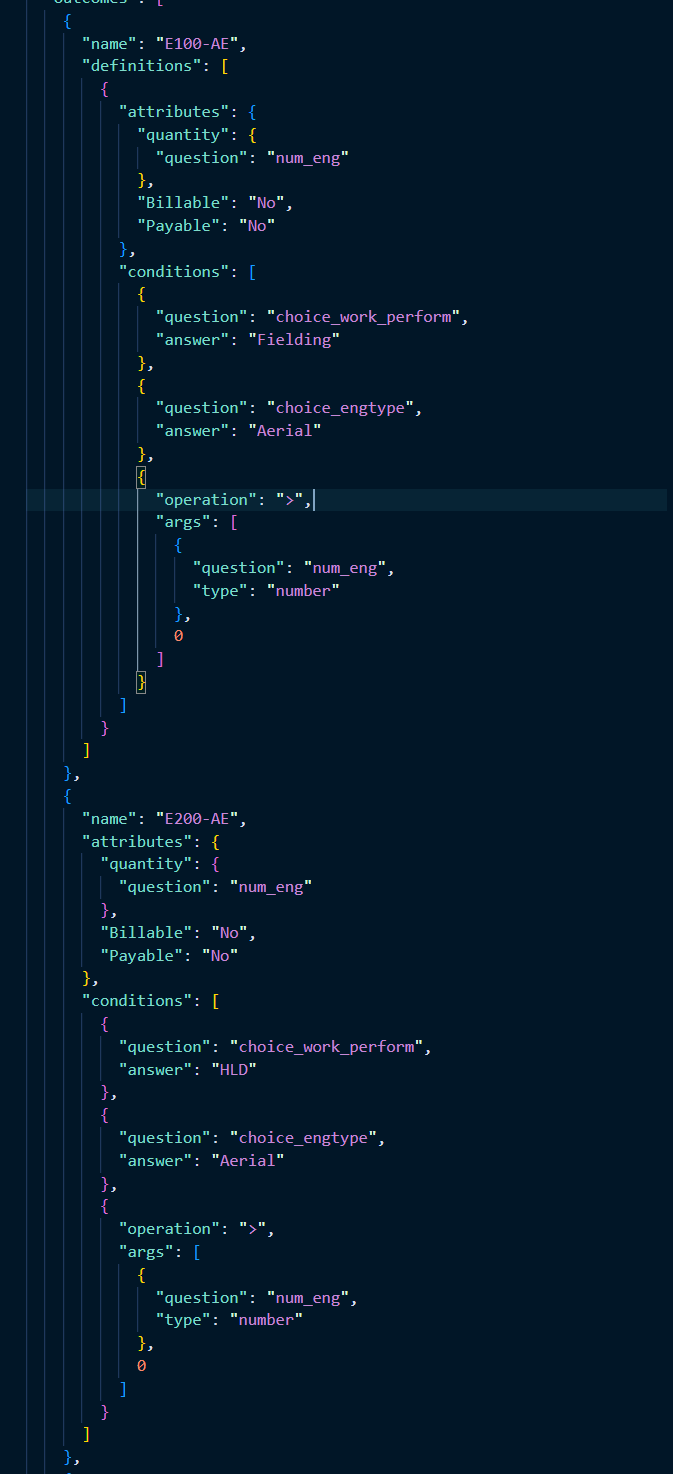 "outcomes": [
{
"name": "E100-AE",
"definitions": [
{
"attributes": {
"quantity": {
"question": "num_eng"
},
"Billable": "No",
"Payable": "No"
},
"conditions": [
{
"question": "choice_work_perform",
"answer": "Fielding"
},
{
"question": "choice_engtype",
"answer": "Aerial"
},
{
"operation": ">",
"args": [
{
"question": "num_eng",
"type": "number"
},
0
]
}
]
}
]
},
{
"name": "E200-AE",
"attributes": {
"quantity": {
"question": "num_eng"
},
"Billable": "No",
"Payable": "No"
},
"conditions": [
{
"question": "choice_work_perform",
"answer": "HLD"
},
{
"question": "choice_engtype",
"answer": "Aerial"
},
{
"operation": ">",
"args": [
{
"question": "num_eng",
"type": "number"
},
0
]
}
]
},